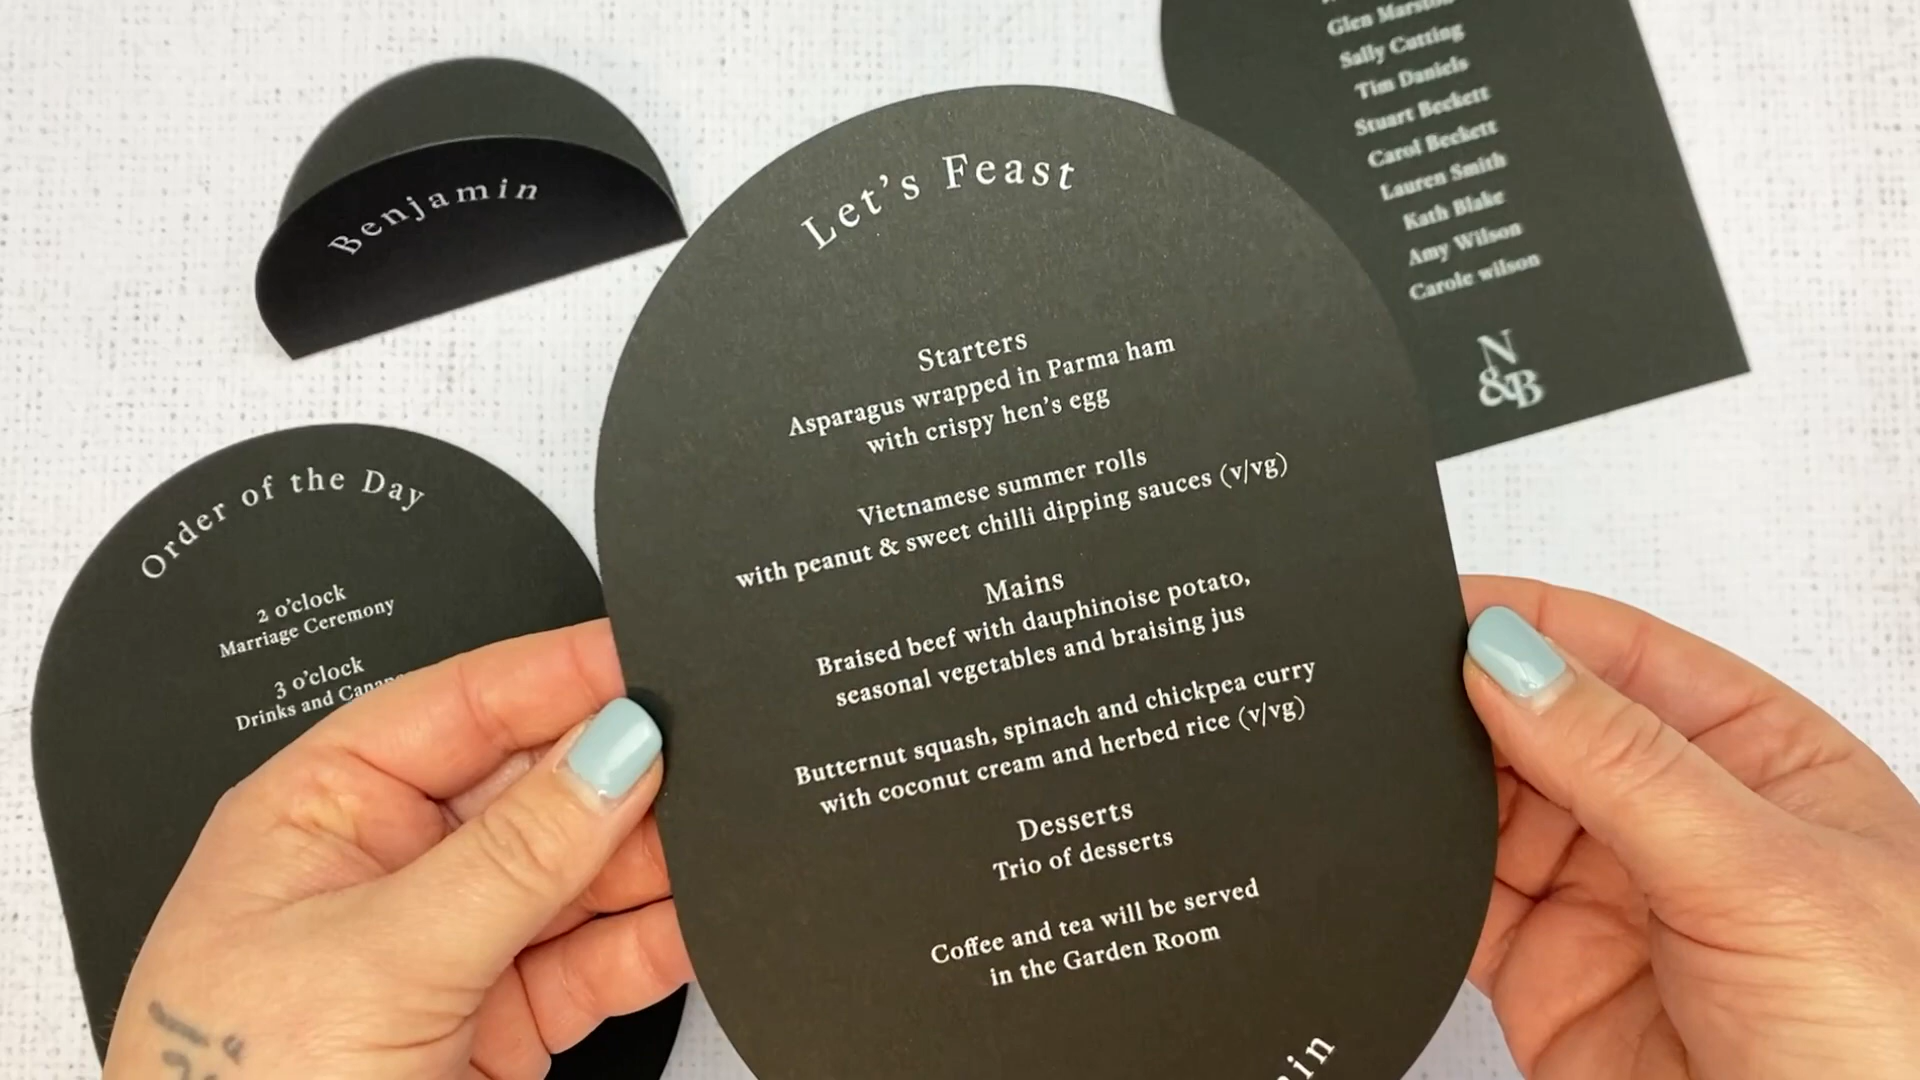 Let's Feast
Starters
Asparagus wrapped in Parma ham
with crispy hen's egg
Vietnamese summer rolls
with peanut & sweet chilli dipping sauces (v/vg)
Mains
Braised beef with dauphinoise potato,
seasonal vegetables and braising jus
Butternut squash, spinach and chickpea curry
with coconut cream and herbed rice (v/vg)
Desserts
Trio of desserts
Coffee and tea will be served
in the Garden Room
Benjamin
Order of the Day
2 o'clock
Marriage Ceremony
3 o'clock
Drinks and
Glen
Sally Cutting
Tim Daniels
Stuart Beckett
Carol Beckett
Lauren Smith
Kath Blake
Amy Wilson
Carole wilson
N
&B